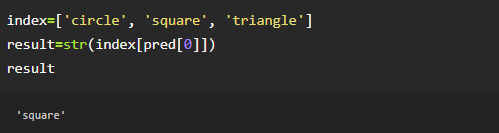 index=['circle', 'square', 'triangle']
result=str(index[pred[0]])
result
'square'